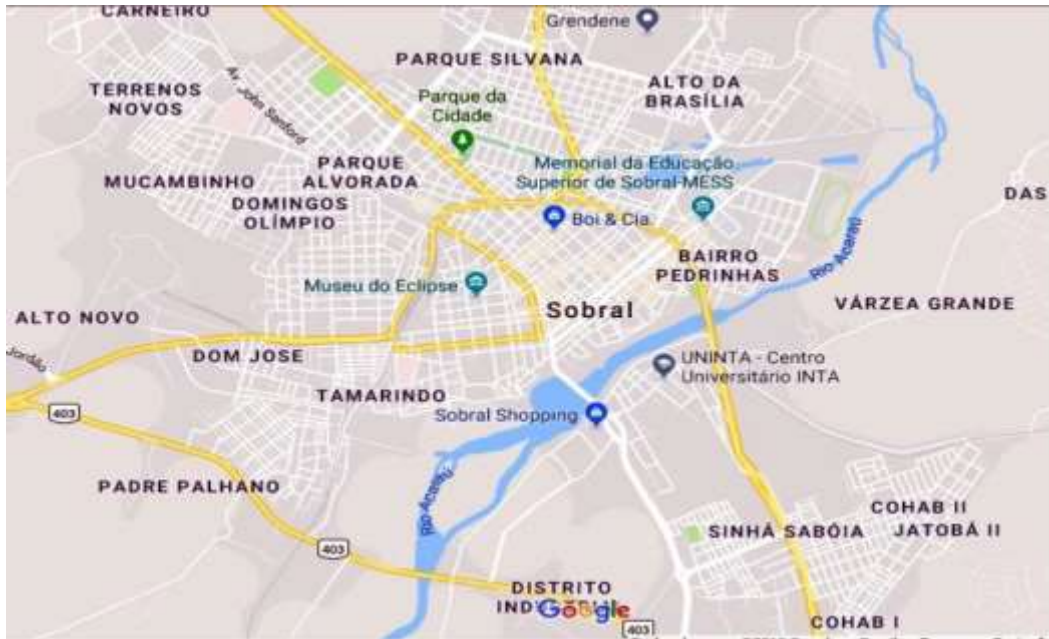 CARNEIRO
Grendene
PARQUE SILVANA
TERRENOS
NOVOS
Av. John Sanford
Parque da
Cidade
ALTO DA
BRASÍLIA
MUCAMBINHO
PARQUE
ALVORADA
DOMINGOS
OLÍMPIO
Memorial da Educação
Superior de Sobral-MESS
DAS
Boi & Cia
BAIRRO
PEDRINHAS
Rio Acaraú
Museu do Eclipse
Sobral
VÁRZEA GRANDE
ALTO NOVO
Jordão
DOM JOSE
UNINTA - Centro
Universitário INTA
TAMARINDO
403
Sobral Shopping
PADRE PALHANO
Rio Acaraú
COHAB II
JATOBÁ II
SINHÁ SABÓIA
403
DISTRITO
Google
403
COHAB I